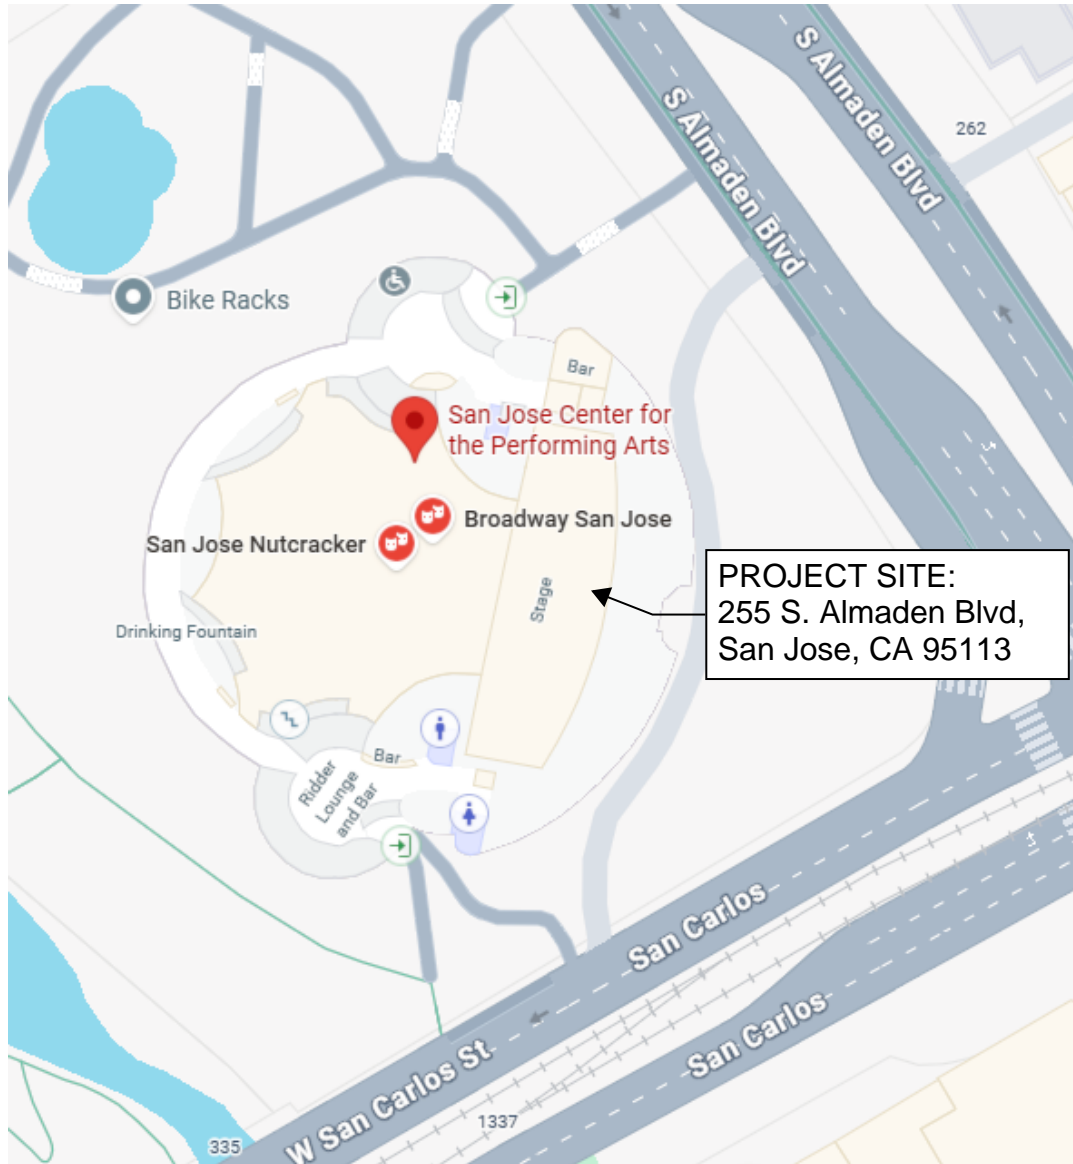 S Almaden Blvd
S Almaden Blvd
262
Bike Racks
Bar
San Jose Center for
the Performing Arts
Broadway San Jose
San Jose Nutcracker
Stage
PROJECT SITE:
255 S. Almaden Blvd,
San Jose, CA 95113
Drinking Fountain
Bar
Ridder
Lounge
and Bar
San Carlos
San Carlos
W San Carlos St
1337
335